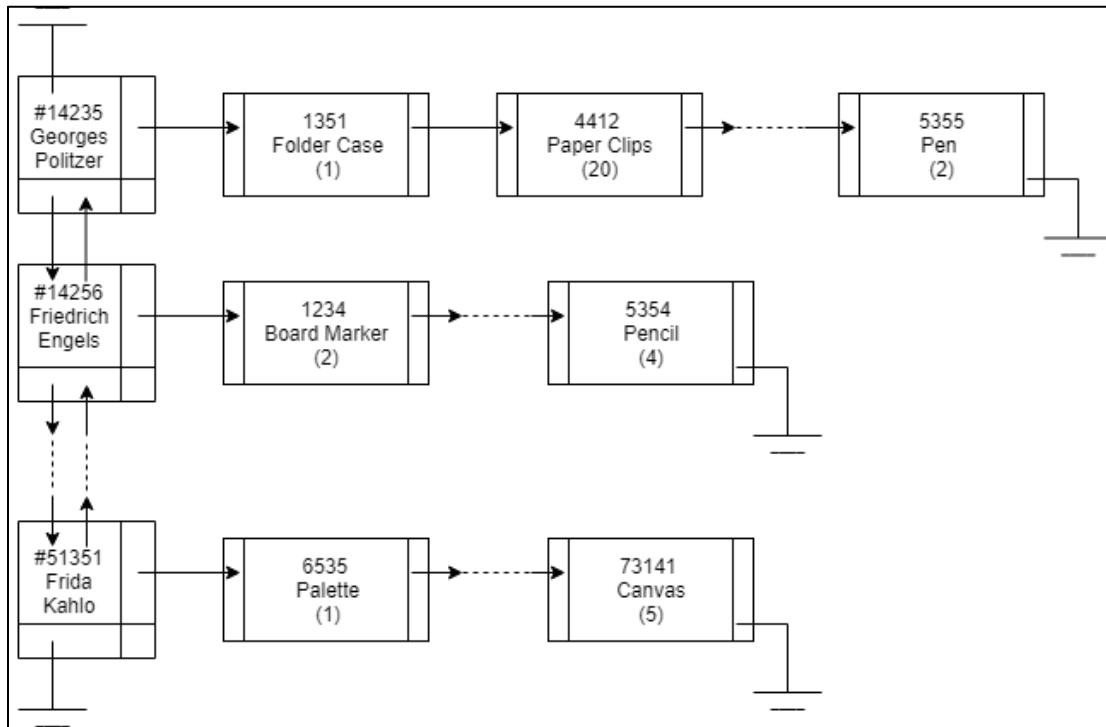 #14235
Georges
Politzer
1351
Folder Case
(1)
4412
Paper Clips
(20)
5355
Pen
(2)
#14256
Friedrich
Engels
1234
Board Marker
(2)
5354
Pencil
(4)
#51351
Frida
Kahlo
6535
Palette
(1)
73141
Canvas
(5)